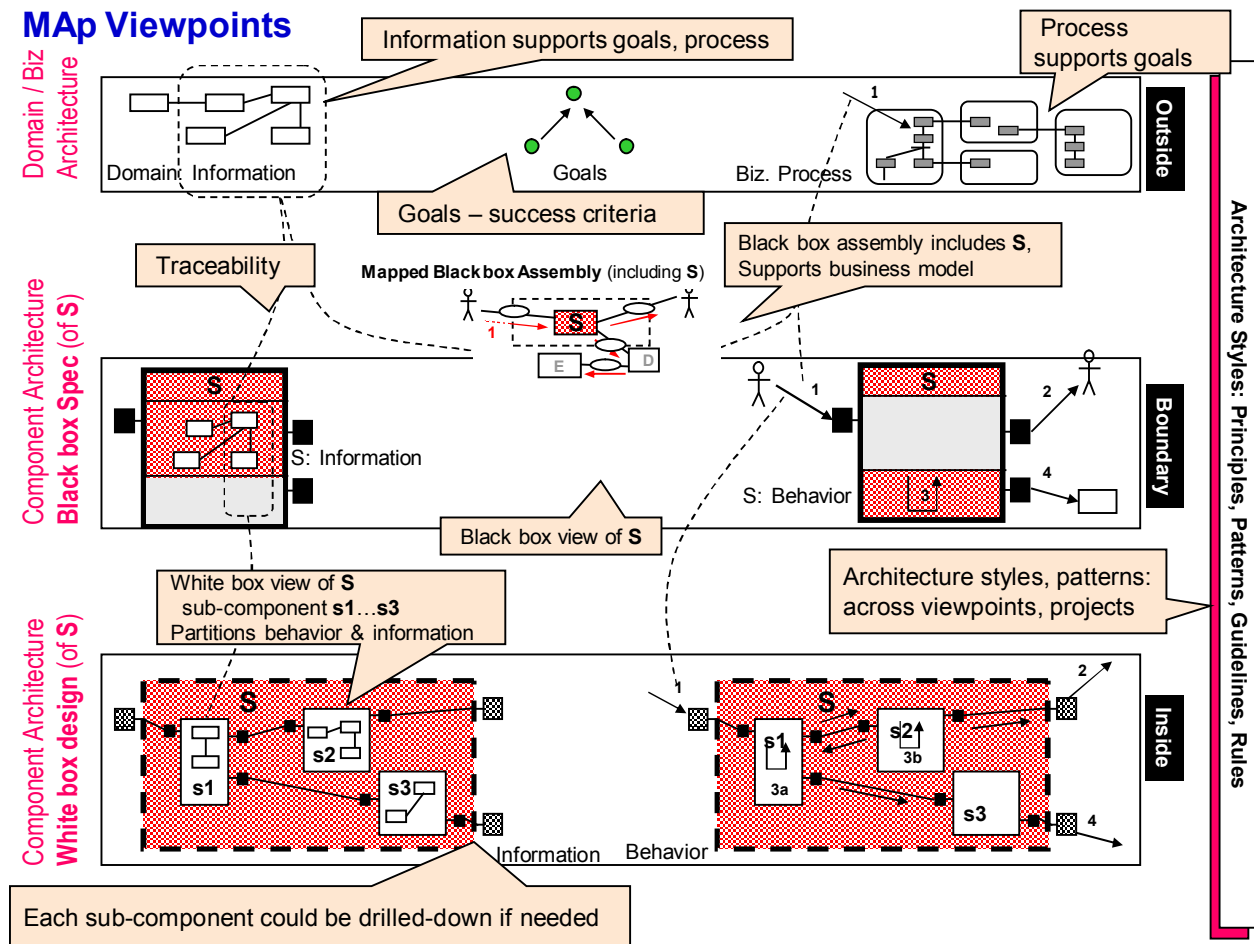 MAp Viewpoints
Information supports goals, process
Process
supports goals
Domain / Biz
Architecture
1
Domain
Information
Goals
Biz. Process
Outside
Goals – success criteria
Traceability
Mapped Black box Assembly (including S)
Black box assembly includes S,
Supports business model
1
S
E
D
Component Architecture
Black box Spec (of S)
S
S: Information
1
S
2
S: Behavior
3
4
Boundary
Black box view of S
White box view of S
sub-component s1…s3
Partitions behavior & information
Architecture styles, patterns:
across viewpoints, projects
Component Architecture
White box design (of S)
S
s1
s2
s3
Information
Behavior
1
S
2
s1
3a
s2
3b
s3
4
Inside
Each sub-component could be drilled-down if needed
Architecture Styles: Principles, Patterns, Guidelines, Rules